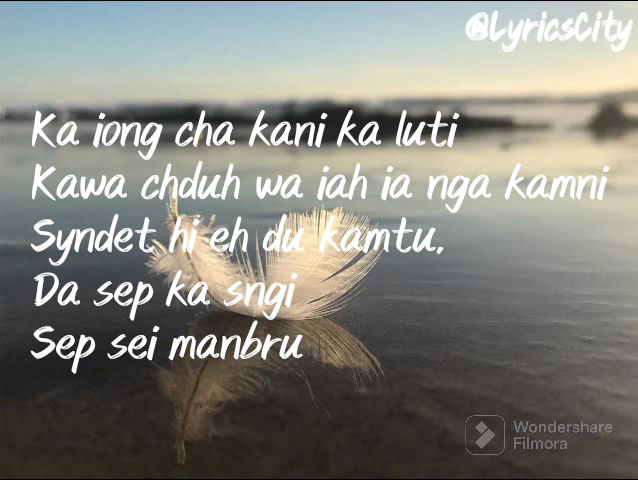 @LyricsCity
Ka iong cha kani ka luti
Kawa chduh wa iah ia nga kamni
Syndet hi eh du kamtu.
Da sep ka sngi
Sep sei manbru
Wondershare
Filmora